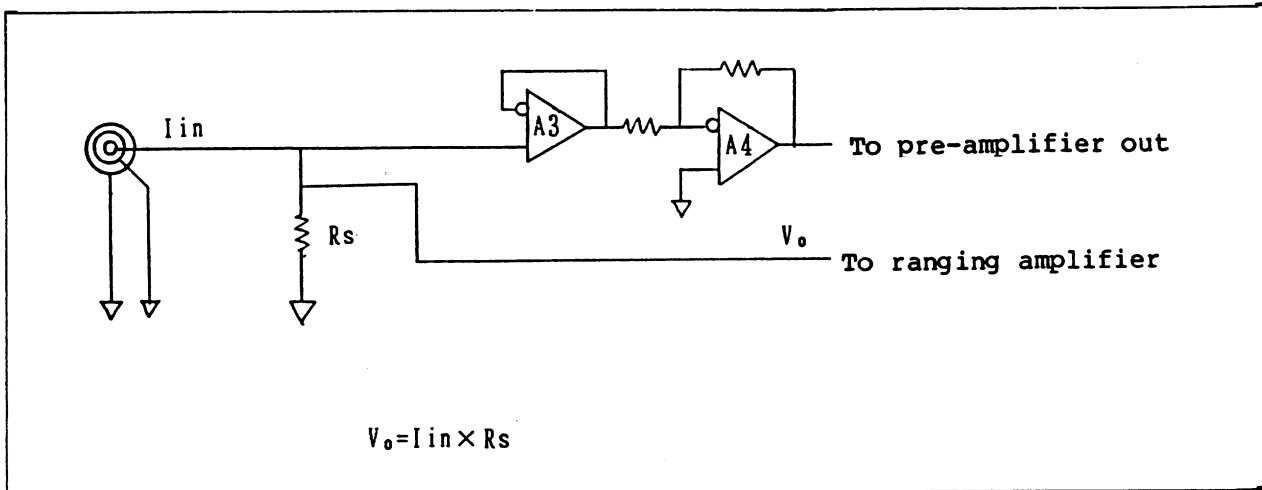 Iin
A3
A4
To pre-amplifier out
Rs
Vo
To ranging amplifier
Vo=Iin×Rs